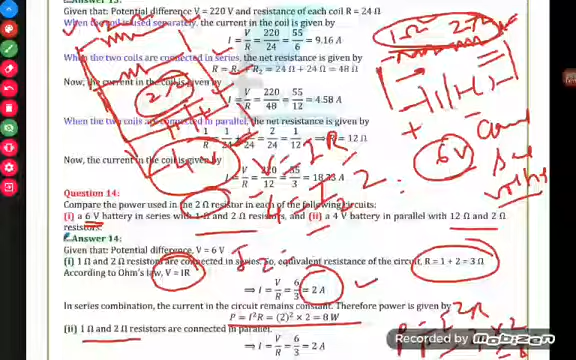 Given that: Potential difference V = 220 V and resistance of each coil R = 24 Ω
When the coil is used separately, the current in the coil is given by
I = V/R = 220/24 = 55/6 = 9.16 A
When the two coils are connected in series, the net resistance is given by
R = R₁ R₂ = 24 Ω + 24 Ω = 48 Ω
Now, the current in the coil is given by
I = V/R = 220/48 = 55/12 = 4.58 A
When the two coils are connected in parallel, the net resistance is given by
1/R = 1/24 + 1/24 = 2/24 = 1/12 ⇒ R = 12 Ω
Now, the current in the coil is given by
I = V/R = 220/12 = 55/3 = 18.33 A
Question 14
Compare the power used in the 2 Ω resistor in each of the following circuits:
(i) a 6 V battery in series with 1 Ω and 2 Ω resistors, and (ii) a 4 V battery in parallel with 12 Ω and 2 Ω
resistors.
Answer 14
Given that: Potential difference, V = 6 V
(i) 1 Ω and 2 Ω resistors are connected in series. So, equivalent resistance of the circuit, R = 1 + 2 = 3 Ω
According to Ohm's law, V = IR
⇒ I = V/R = 6/3 = 2 A
In series combination, the current in the circuit remains constant. Therefore power is given by
P = I²R = (2)² × 2 = 8 W
(ii) 1 Ω and 2 Ω resistors are connected in parallel.
⇒ I = V/R = 6/3 = 2 A
1Ω 2Ω
6V
2Ω
4V
V = IR
4 = I 2
Recorded by
Mobizen